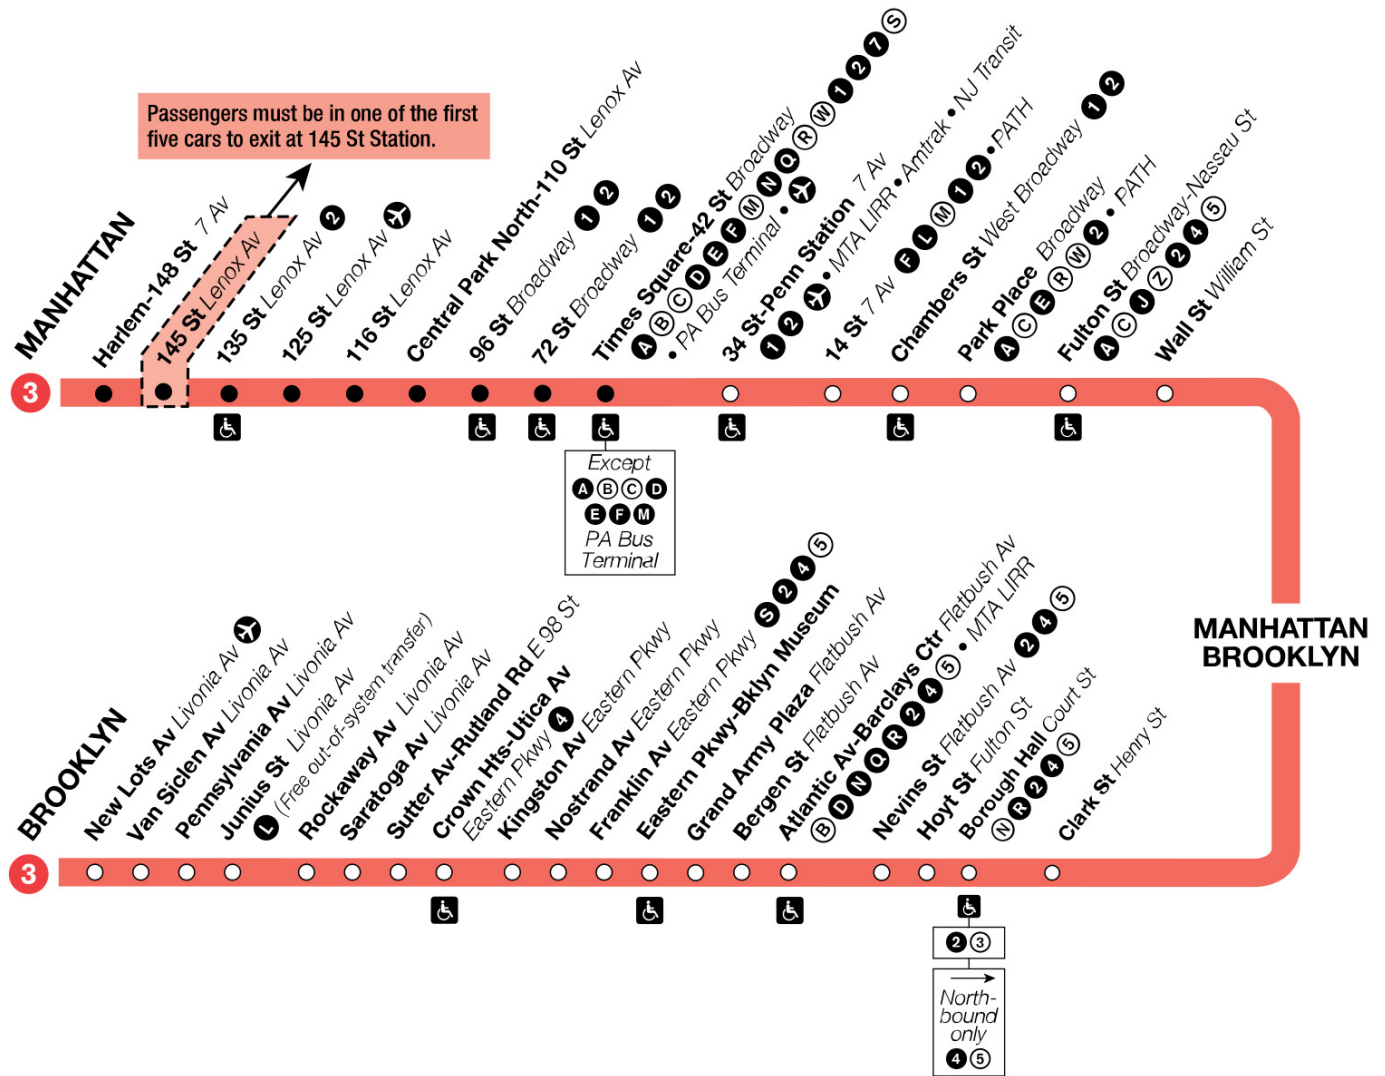 Passengers must be in one of the first
five cars to exit at 145 St Station.
MANHATTAN
3
Harlem-148 St 7 Av
145 St Lenox Av
135 St Lenox Av 2
125 St Lenox Av
116 St Lenox Av
Central Park North-110 St Lenox Av
96 St Broadway 1 2
72 St Broadway 1 2
Times Square-42 St Broadway
A B C D E F M N Q R W 1 2 7 S
• PA Bus Terminal •
34 St-Penn Station 7 Av
1 2 • MTA LIRR • Amtrak • NJ Transit
14 St 7 Av F L M 1 2 • PATH
Chambers St West Broadway 1 2
Park Place Broadway
A C E R W 2 • PATH
Fulton St Broadway-Nassau St
A C J Z 2 4 5
Wall St William St
Except
A B C D
E F M
PA Bus
Terminal
MANHATTAN
BROOKLYN
BROOKLYN
3
New Lots Av Livonia Av
Van Siclen Av Livonia Av
Pennsylvania Av Livonia Av
Junius St Livonia Av
L (Free out-of-system transfer)
Rockaway Av Livonia Av
Saratoga Av Livonia Av
Sutter Av-Rutland Rd E 98 St
Crown Hts-Utica Av
Eastern Pkwy 4
Kingston Av Eastern Pkwy
Nostrand Av Eastern Pkwy
Franklin Av Eastern Pkwy S 2 4 5
Eastern Pkwy-Bklyn Museum
Grand Army Plaza Flatbush Av
Bergen St Flatbush Av
Atlantic Av-Barclays Ctr Flatbush Av
B D N Q R 2 4 5 • MTA LIRR
Nevins St Flatbush Av 2 4 5
Hoyt St Fulton St
Borough Hall Court St
N R 2 4 5
Clark St Henry St
2 3
North-
bound
only
4 5